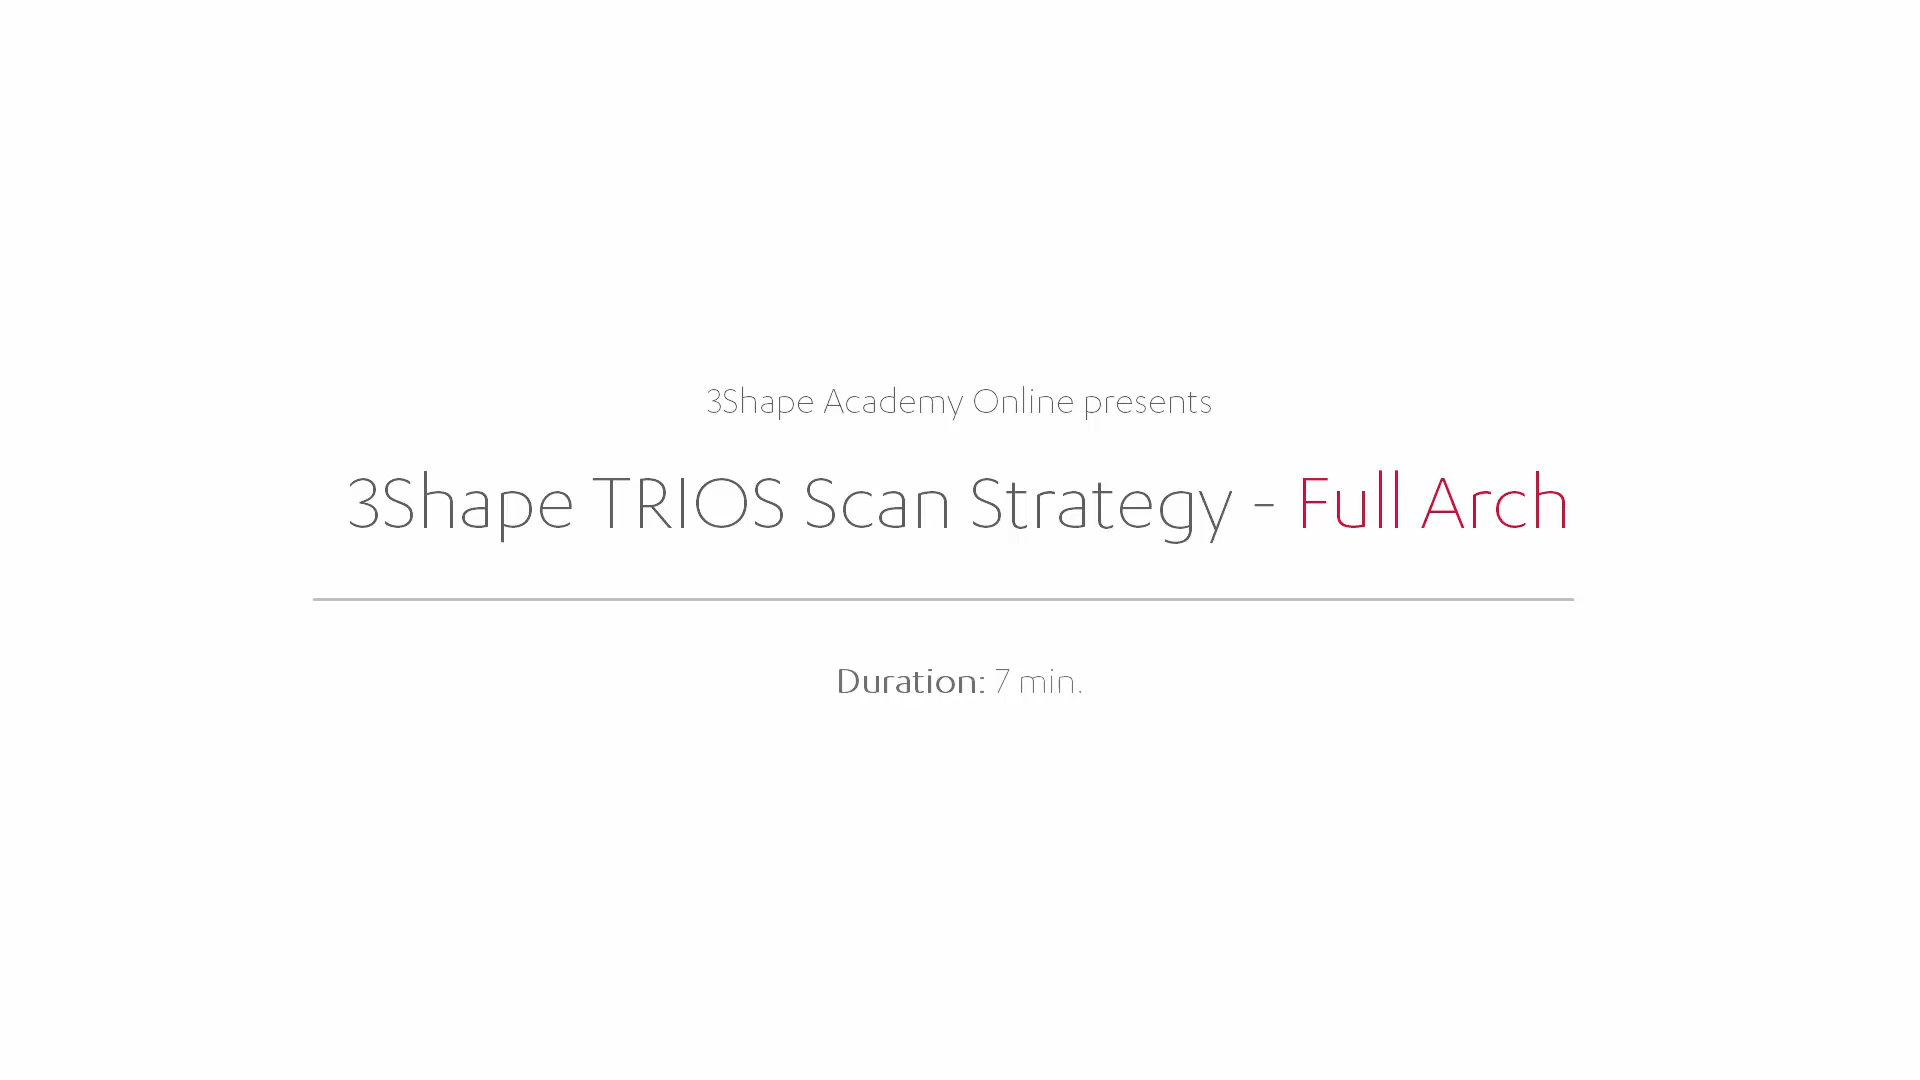 3Shape Academy Online presents
3Shape TRIOS Scan Strategy - Full Arch
Duration: 7 min.